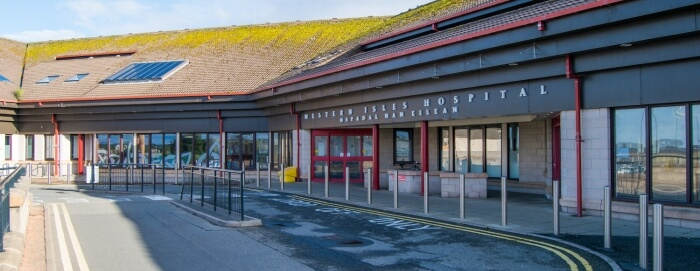 WESTERN ISLES HOSPITAL
OSPADAL NAN EILEAN